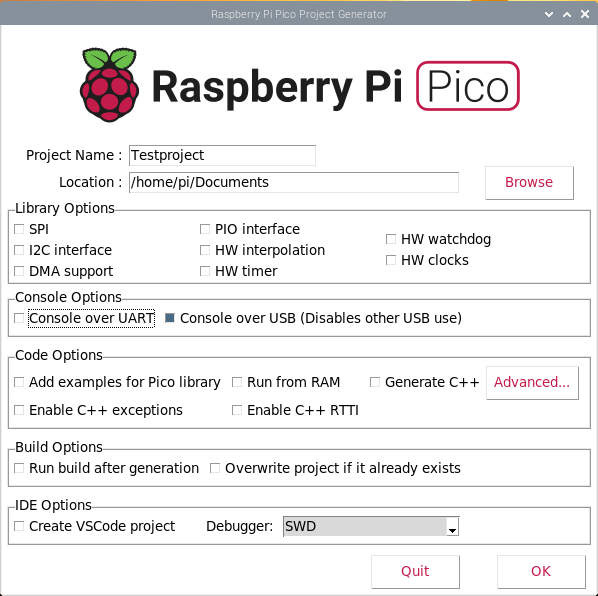 Raspberry Pi Pico Project Generator
Raspberry Pi Pico
Project Name : Testproject
Location : /home/pi/Documents Browse
Library Options
SPI PIO interface HW watchdog
I2C interface HW interpolation HW clocks
DMA support HW timer
Console Options
Console over UART Console over USB (Disables other USB use)
Code Options
Add examples for Pico library Run from RAM Generate C++ Advanced...
Enable C++ exceptions Enable C++ RTTI
Build Options
Run build after generation Overwrite project if it already exists
IDE Options
Create VSCode project Debugger: SWD
Quit OK